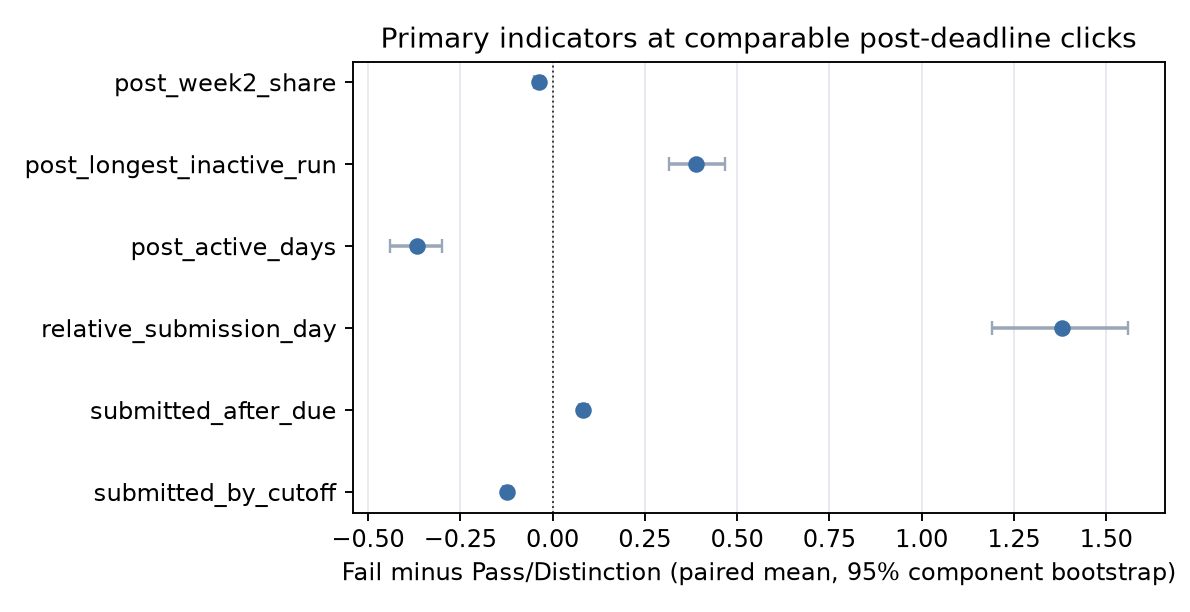 Primary indicators at comparable post-deadline clicks
post_week2_share
post_longest_inactive_run
post_active_days
relative_submission_day
submitted_after_due
submitted_by_cutoff
−0.50 −0.25 0.00 0.25 0.50 0.75 1.00 1.25 1.50
Fail minus Pass/Distinction (paired mean, 95% component bootstrap)